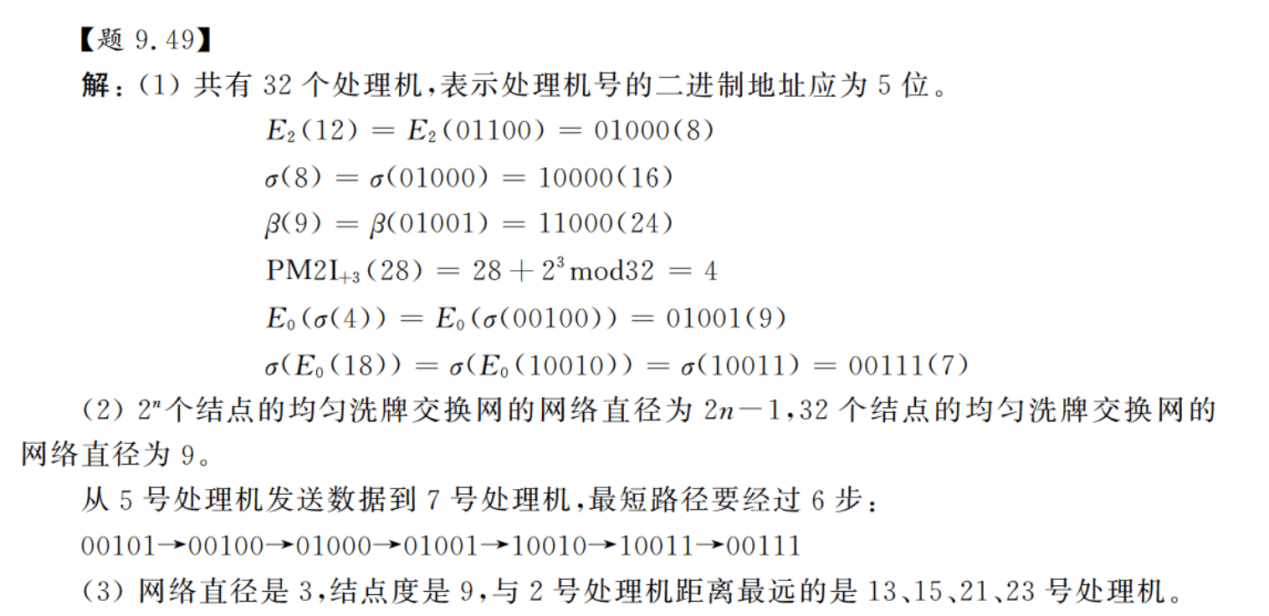 【题 9.49】
解:(1) 共有 32 个处理机,表示处理机号的二进制地址应为 5 位。
E₂(12) = E₂(01100) = 01000(8)
σ(8) = σ(01000) = 10000(16)
β(9) = β(01001) = 11000(24)
PM2I₊₃(28) = 28 + 2³ mod32 = 4
E₀(σ(4)) = E₀(σ(00100)) = 01001(9)
σ(E₀(18)) = σ(E₀(10010)) = σ(10011) = 00111(7)
(2) 2ⁿ个结点的均匀洗牌交换网的网络直径为 2n-1,32 个结点的均匀洗牌交换网的
网络直径为 9。
从 5 号处理机发送数据到 7 号处理机,最短路径要经过 6 步:
00101→00100→01000→01001→10010→10011→00111
(3) 网络直径是 3,结点度是 9,与 2 号处理机距离最远的是 13、15、21、23 号处理机。